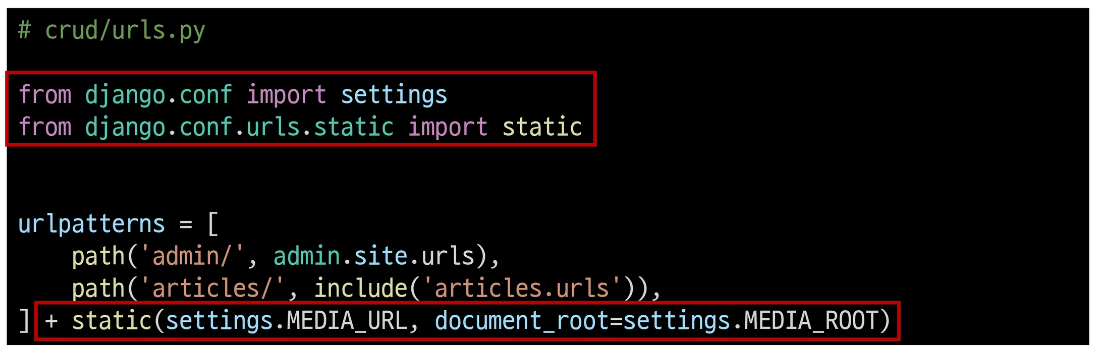 # crud/urls.py
from django.conf import settings
from django.conf.urls.static import static
urlpatterns = [
    path('admin/', admin.site.urls),
    path('articles/', include('articles.urls')),
] + static(settings.MEDIA_URL, document_root=settings.MEDIA_ROOT)